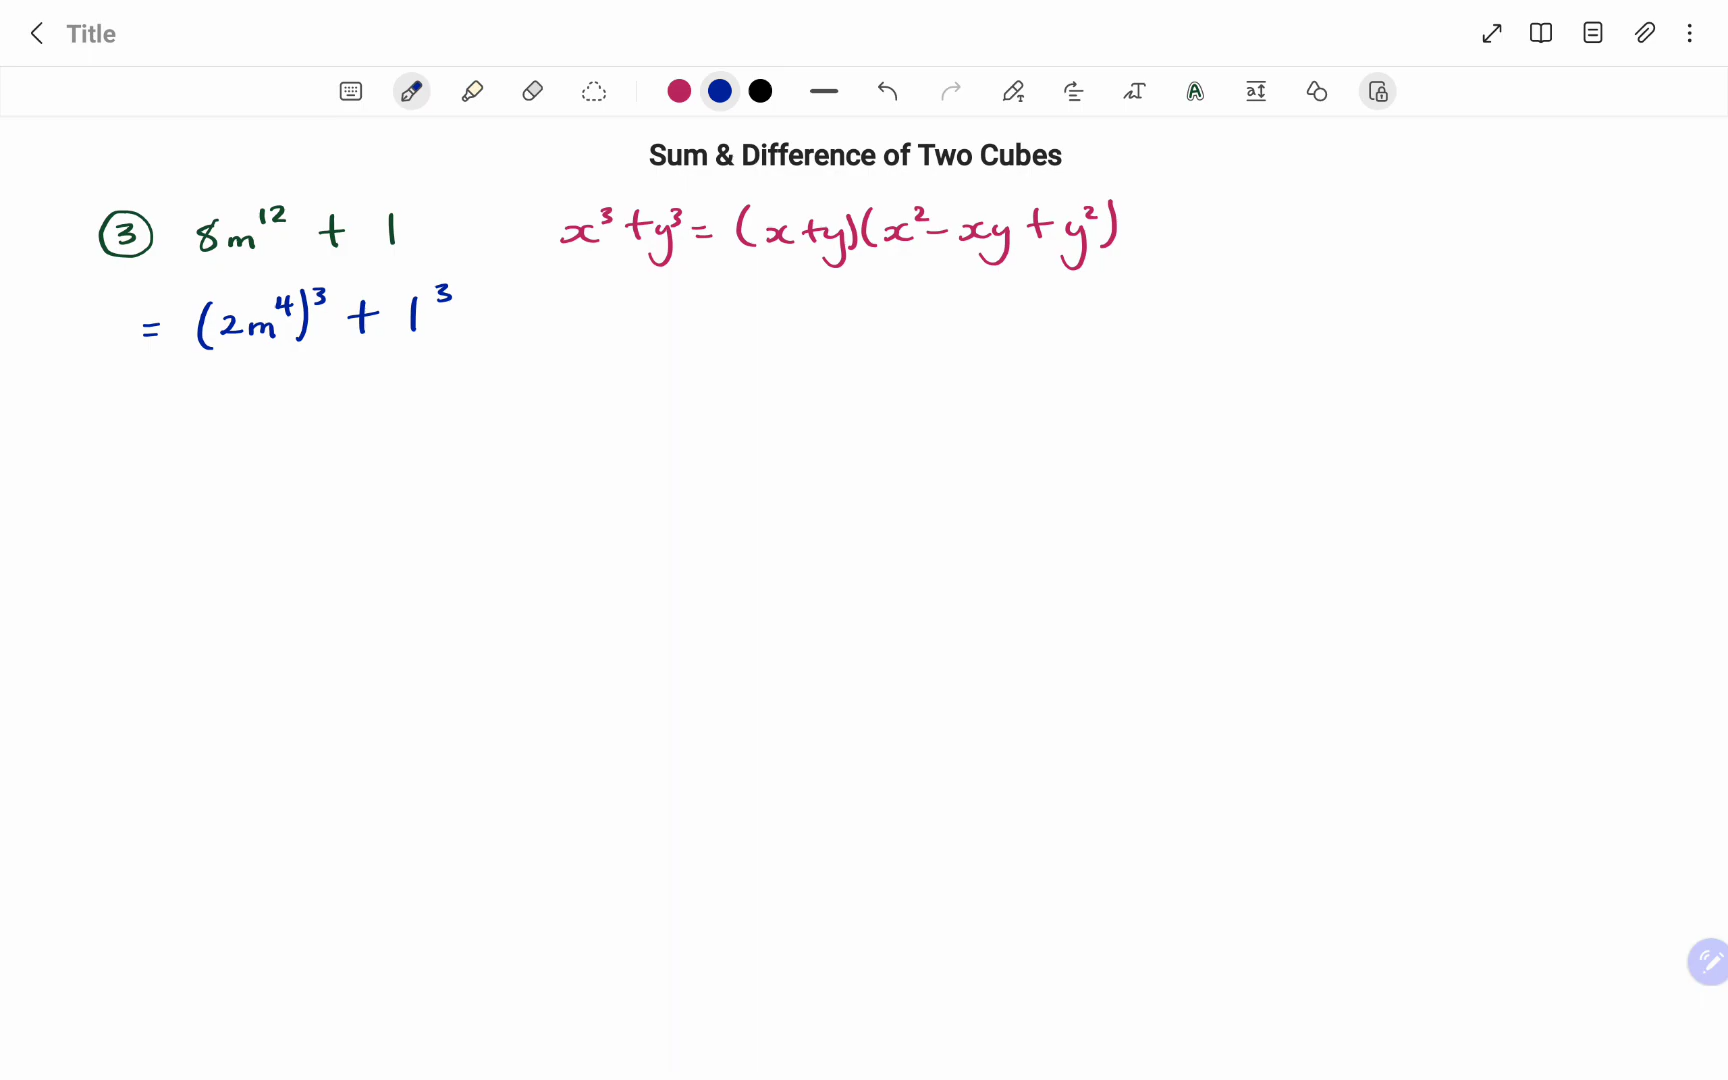 Title
Sum & Difference of Two Cubes
③ 8m¹² + 1 x³ + y³ = (x + y)(x² - xy + y²)
= (2m⁴)³ + 1³